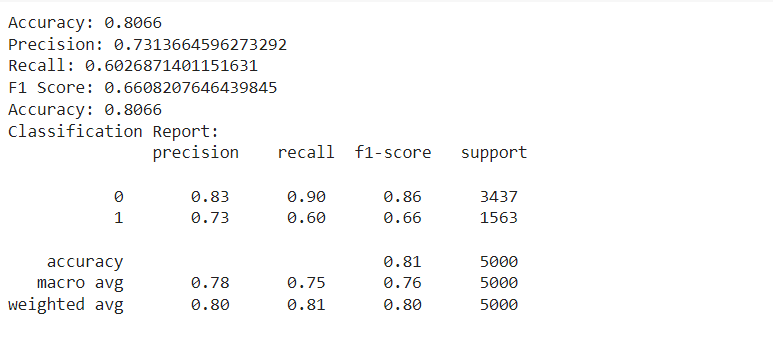 Accuracy: 0.8066
Precision: 0.7313664596273292
Recall: 0.6026871401151631
F1 Score: 0.6608207646439845
Accuracy: 0.8066
Classification Report:
              precision    recall  f1-score   support

           0       0.83      0.90      0.86      3437
           1       0.73      0.60      0.66      1563

    accuracy                           0.81      5000
   macro avg       0.78      0.75      0.76      5000
weighted avg       0.80      0.81      0.80      5000